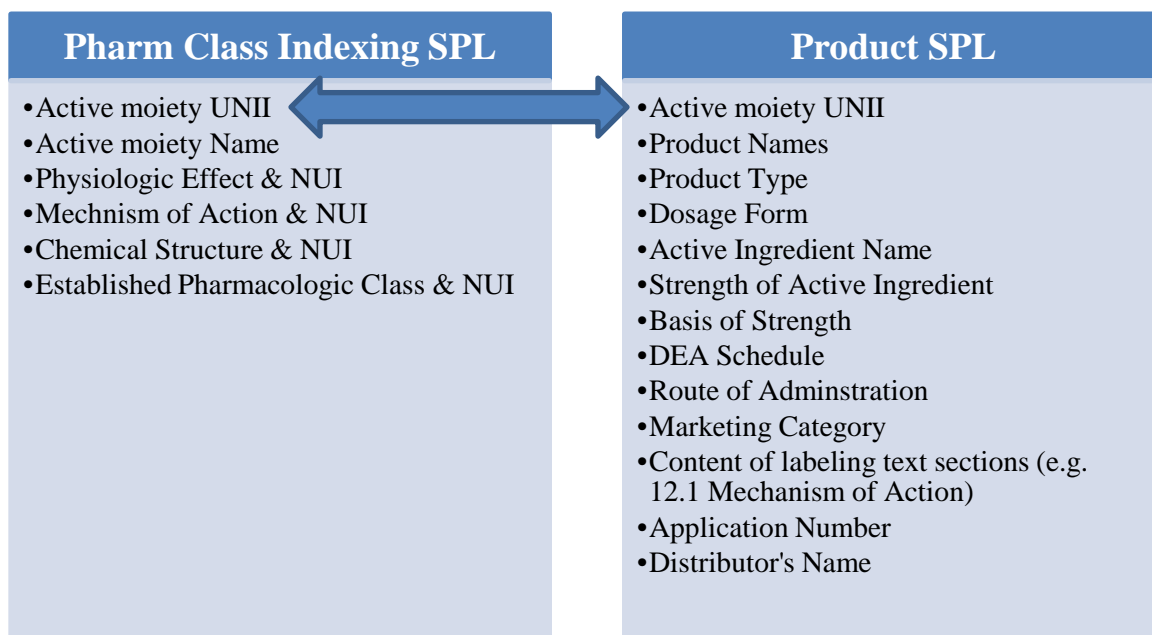 Pharm Class Indexing SPL
•Active moiety UNII
•Active moiety Name
•Physiologic Effect & NUI
•Mechnism of Action & NUI
•Chemical Structure & NUI
•Established Pharmacologic Class & NUI
Product SPL
•Active moiety UNII
•Product Names
•Product Type
•Dosage Form
•Active Ingredient Name
•Strength of Active Ingredient
•Basis of Strength
•DEA Schedule
•Route of Adminstration
•Marketing Category
•Content of labeling text sections (e.g.
12.1 Mechanism of Action)
•Application Number
•Distributor's Name